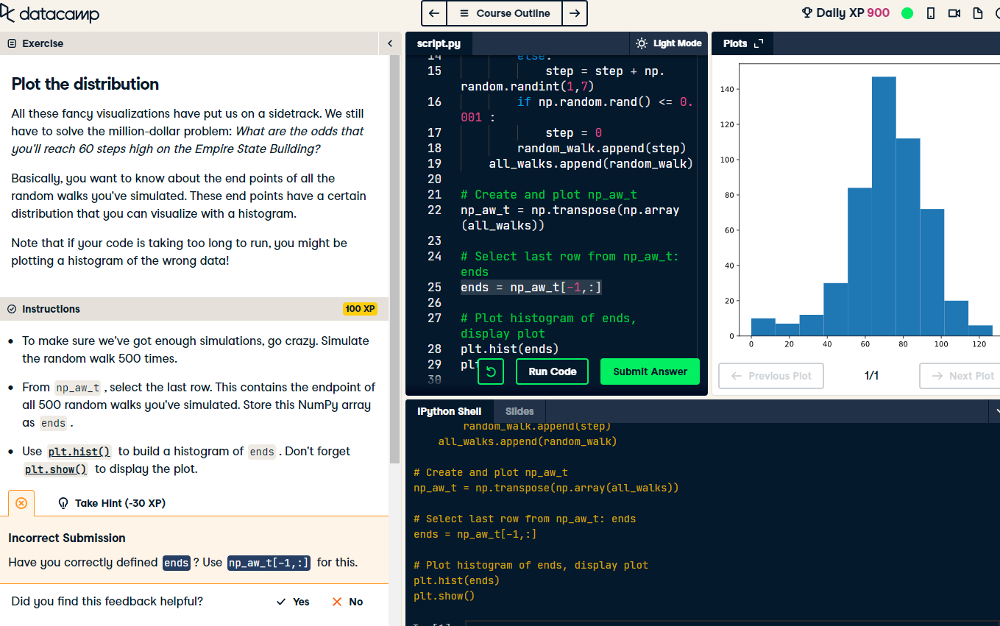 datacamp
Course Outline
Daily XP 900
Exercise
Plot the distribution
All these fancy visualizations have put us on a sidetrack. We still
have to solve the million-dollar problem: What are the odds that
you'll reach 60 steps high on the Empire State Building?
Basically, you want to know about the end points of all the
random walks you've simulated. These end points have a certain
distribution that you can visualize with a histogram.
Note that if your code is taking too long to run, you might be
plotting a histogram of the wrong data!
Instructions
100 XP
To make sure we've got enough simulations, go crazy. Simulate
the random walk 500 times.
From np_aw_t , select the last row. This contains the endpoint of
all 500 random walks you've simulated. Store this NumPy array
as ends .
Use plt.hist() to build a histogram of ends . Don't forget
plt.show() to display the plot.
Take Hint (-30 XP)
Incorrect Submission
Have you correctly defined ends ? Use np_aw_t[-1,:] for this.
Did you find this feedback helpful?
Yes
No
script.py
Light Mode
14 else:
15 step = step + np.
random.randint(1,7)
16 if np.random.rand() <= 0.
001 :
17 step = 0
18 random_walk.append(step)
19 all_walks.append(random_walk)
20
21 # Create and plot np_aw_t
22 np_aw_t = np.transpose(np.array
(all_walks))
23
24 # Select last row from np_aw_t:
ends
25 ends = np_aw_t[-1,:]
26
27 # Plot histogram of ends,
display plot
28 plt.hist(ends)
29 plt
30
Run Code
Submit Answer
Plots
140
120
100
80
60
40
20
0
0 20 40 60 80 100 120
Previous Plot
1/1
Next Plot
IPython Shell
Slides
random_walk.append(step)
all_walks.append(random_walk)
# Create and plot np_aw_t
np_aw_t = np.transpose(np.array(all_walks))
# Select last row from np_aw_t: ends
ends = np_aw_t[-1,:]
# Plot histogram of ends, display plot
plt.hist(ends)
plt.show()